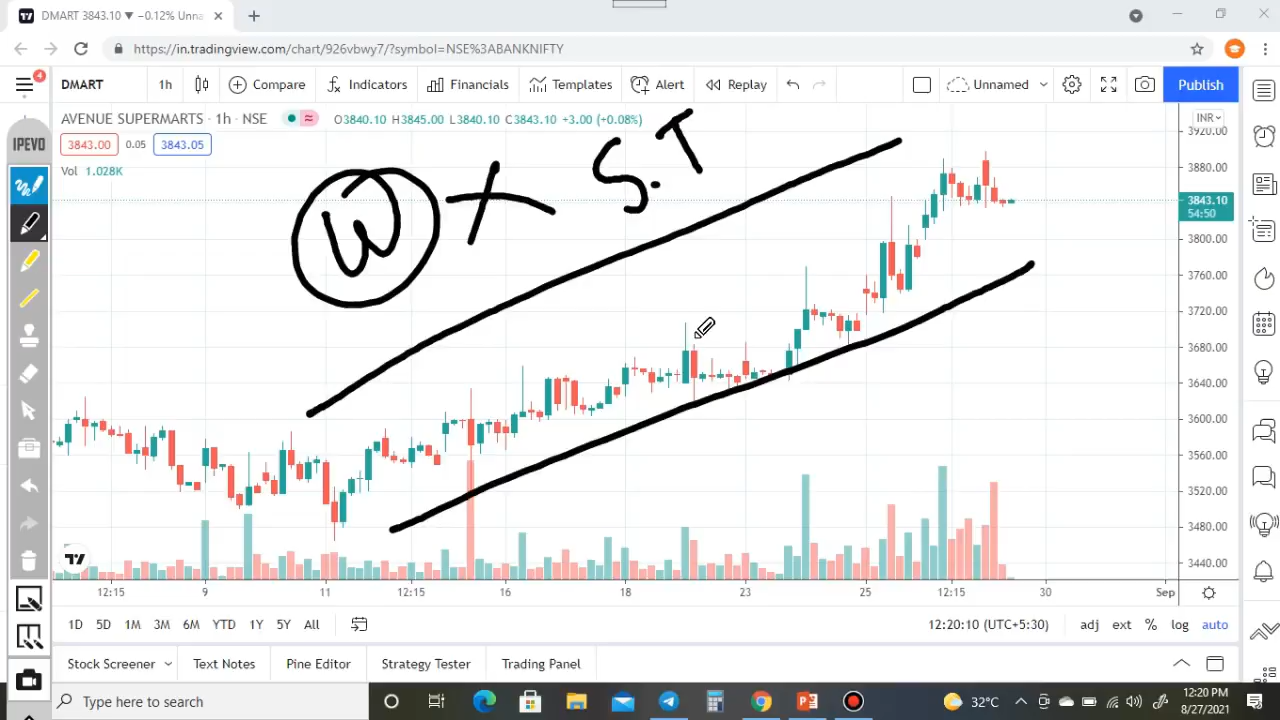 DMART 3843.10 ▼ −0.12% Unna
https://in.tradingview.com/chart/926vbwy7/?symbol=NSE%3ABANKNIFTY
4
DMART 1h Compare Indicators Financials Templates Alert Replay Unnamed Publish
AVENUE SUPERMARTS · 1h · NSE O3840.10 H3845.00 L3840.10 C3843.10 +3.00 (+0.08%)
INR
3843.00 0.05 3843.05
Vol 1.028K
IPEVO
W + S.T
3920.00
3880.00
3843.10
54:50
3800.00
3760.00
3720.00
3680.00
3640.00
3600.00
3560.00
3520.00
3480.00
3440.00
12:15 9 11 12:15 16 18 23 25 12:15 30 Sep
1D 5D 1M 3M 6M YTD 1Y 5Y All 12:20:10 (UTC+5:30) adj ext % log auto
Stock Screener Text Notes Pine Editor Strategy Tester Trading Panel
Type here to search 32°C 12:20 PM
8/27/2021